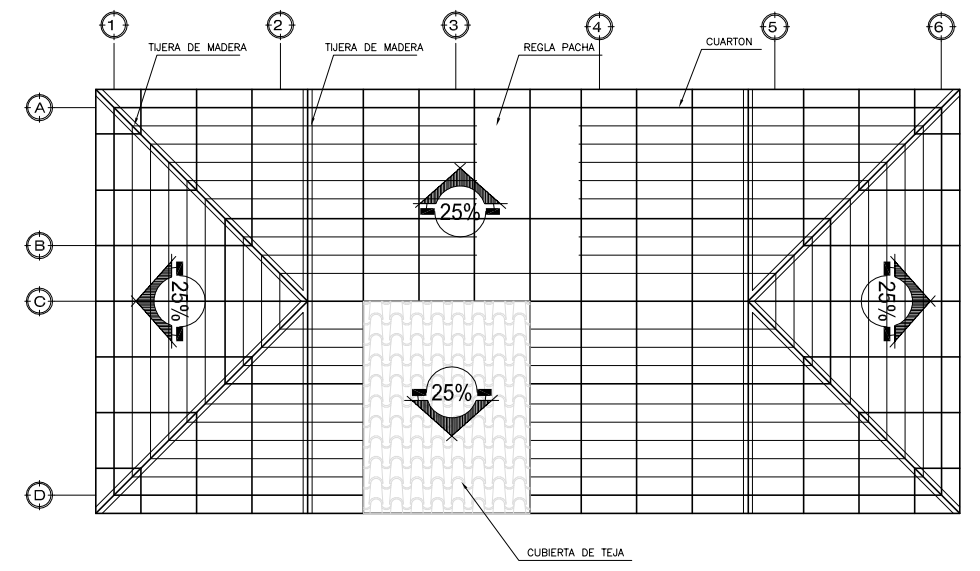 1
2
3
4
5
6
TIJERA DE MADERA
TIJERA DE MADERA
REGLA PACHA
CUARTON
A
25%
B
25%
C
25%
25%
D
CUBIERTA DE TEJA